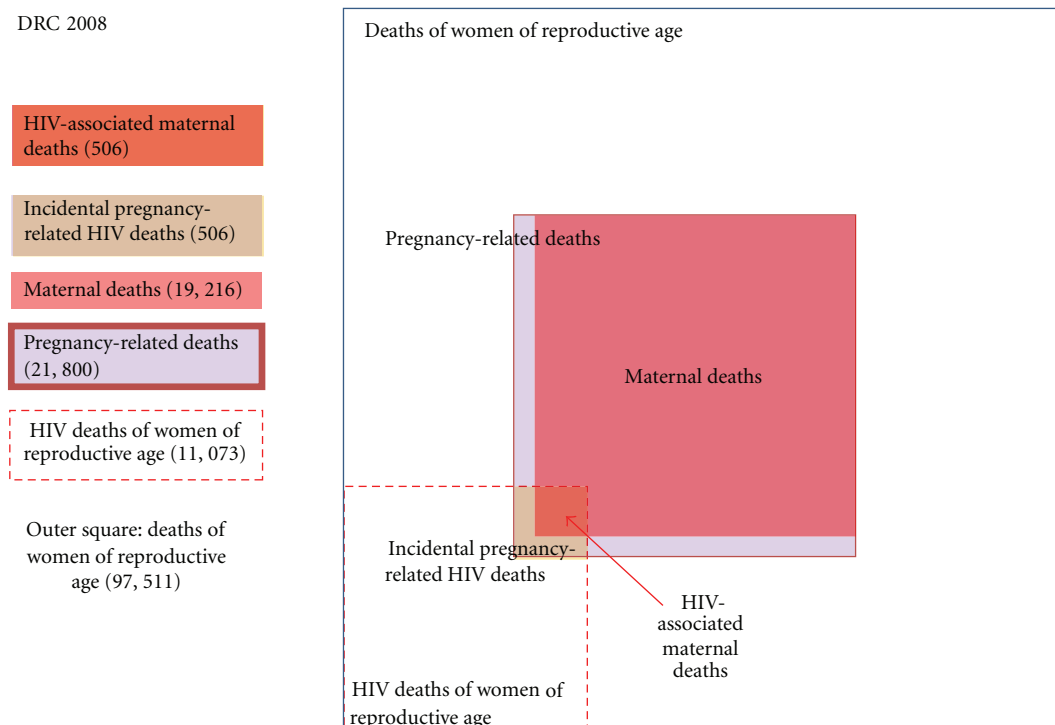 DRC 2008
HIV-associated maternal
deaths (506)
Incidental pregnancy-
related HIV deaths (506)
Maternal deaths (19, 216)
Pregnancy-related deaths
(21, 800)
HIV deaths of women of
reproductive age (11, 073)
Outer square: deaths of
women of reproductive
age (97, 511)
Deaths of women of reproductive age
Pregnancy-related deaths
Maternal deaths
Incidental pregnancy-
related HIV deaths
HIV-
associated
maternal
deaths
HIV deaths of women of
reproductive age